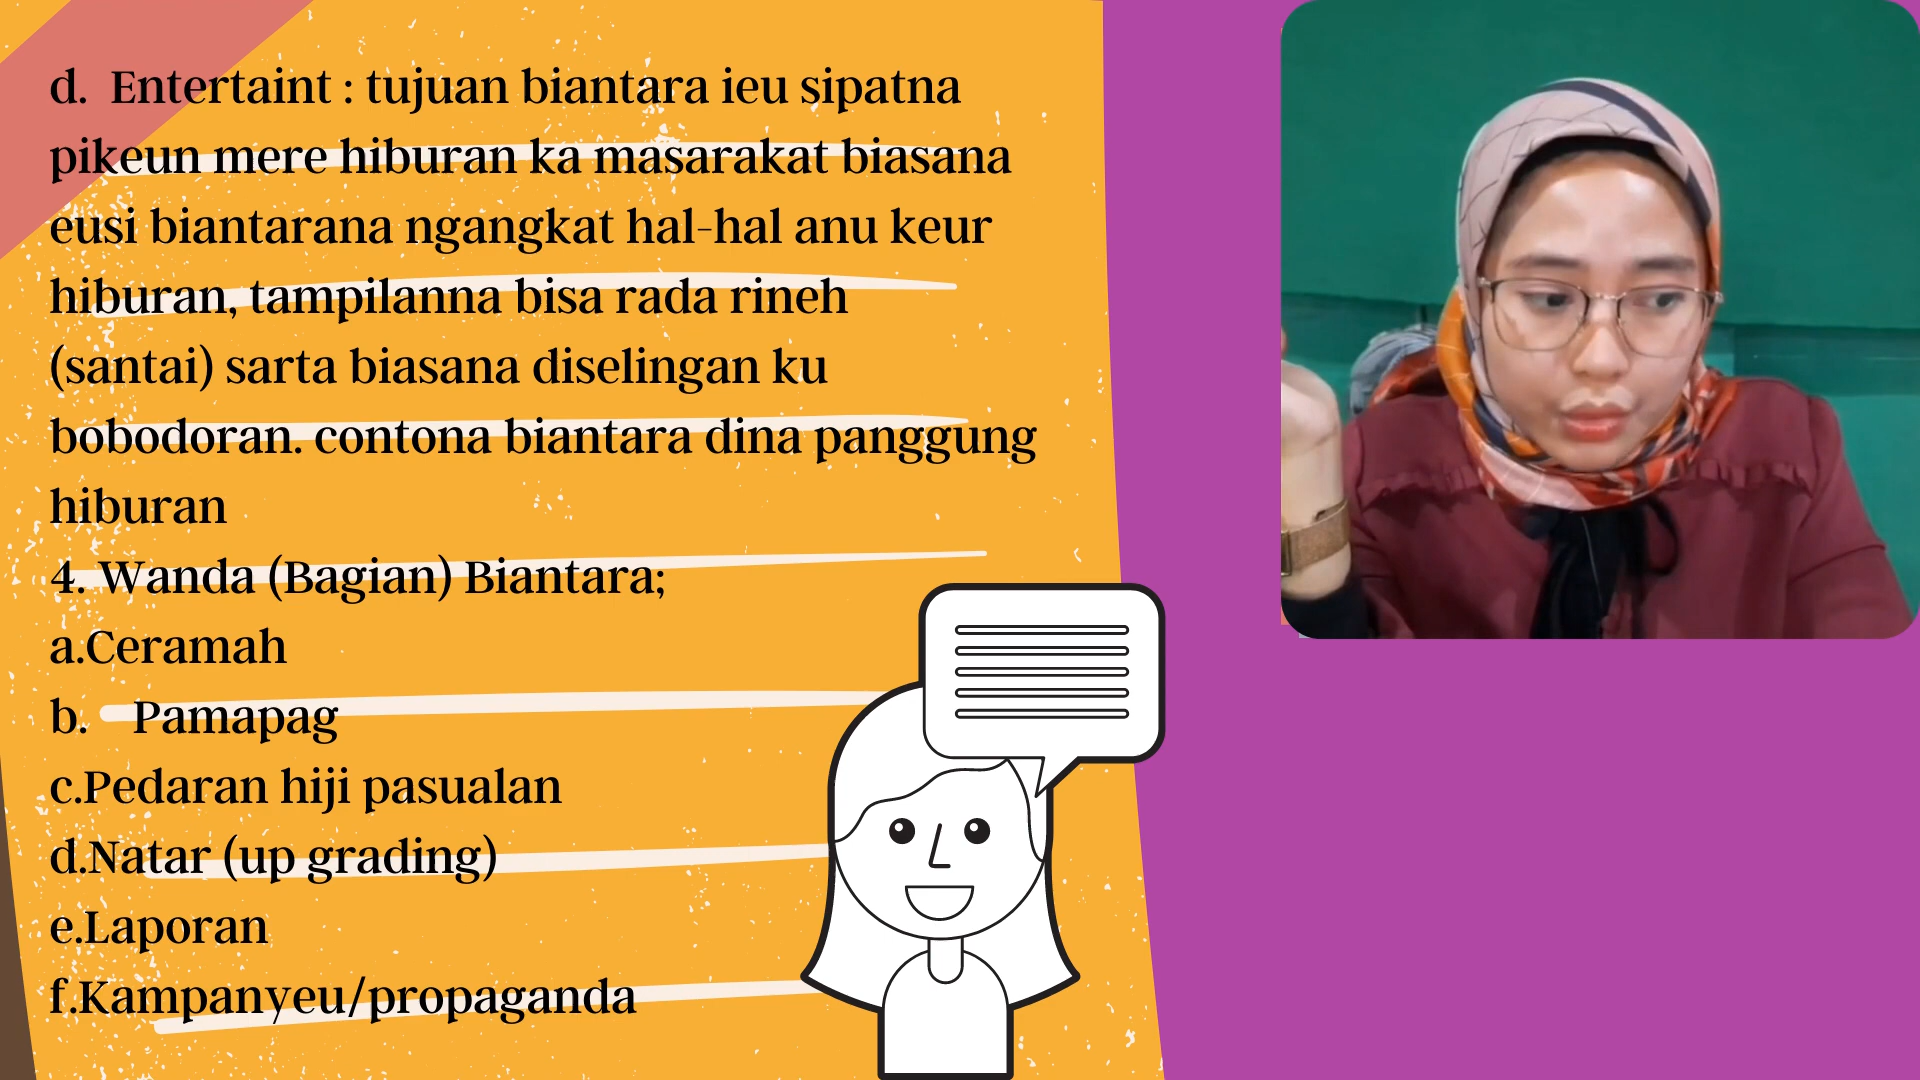 d. Entertaint : tujuan biantara ieu sipatna
pikeun mere hiburan ka masarakat biasana
eusi biantarana ngangkat hal-hal anu keur
hiburan, tampilanna bisa rada rineh
(santai) sarta biasana diselingan ku
bobodoran. contona biantara dina panggung
hiburan
4. Wanda (Bagian) Biantara;
a.Ceramah
b. Pamapag
c.Pedaran hiji pasualan
d.Natar (up grading)
e.Laporan
f.Kampanyeu/propaganda